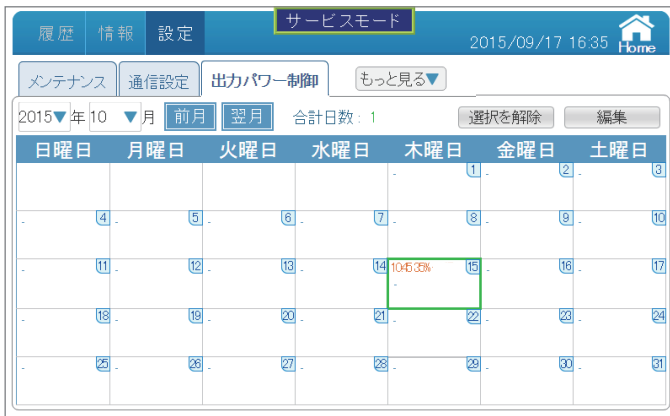 サービスモード
履歴 情報 設定 2015/09/17 16:35 Home
メンテナンス 通信設定 出力パワー制御 もっと見る▼
2015▼年 10 ▼月 前月 翌月 合計日数: 1 選択を解除 編集
日曜日 月曜日 火曜日 水曜日 木曜日 金曜日 土曜日
- 1 - 2 - 3
- 4 - 5 - 6 - 7 - 8 - 9 - 10
- 11 - 12 - 13 - 14 15 - 16 - 17
-
- 18 - 19 - 20 - 21 - 22 - 23 - 24
- 25 - 26 - 27 - 28 - 29 - 30 - 31